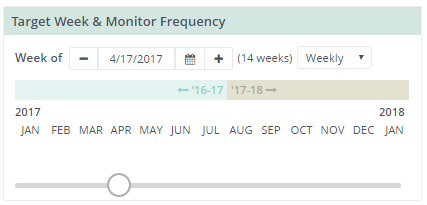 Target Week & Monitor Frequency
Week of − 4/17/2017 + (14 weeks) Weekly
← '16-17 '17-18 →
2017 2018
JAN FEB MAR APR MAY JUN JUL AUG SEP OCT NOV DEC JAN